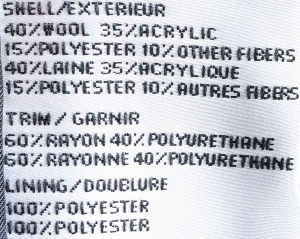 SHELL/EXTERIEUR
40%WOOL 35%ACRYLIC
15%POLYESTER 10%OTHER FIBERS
40%LAINE 35%ACRYLIQUE
15%POLYESTER 10%AUTRES FIBERS
TRIM / GARNIR
60%RAYON 40%POLYURETHANE
60%RAYONNE 40%POLYURETHANE
LINING/DOUBLURE
100%POLYESTER
100%POLYESTER